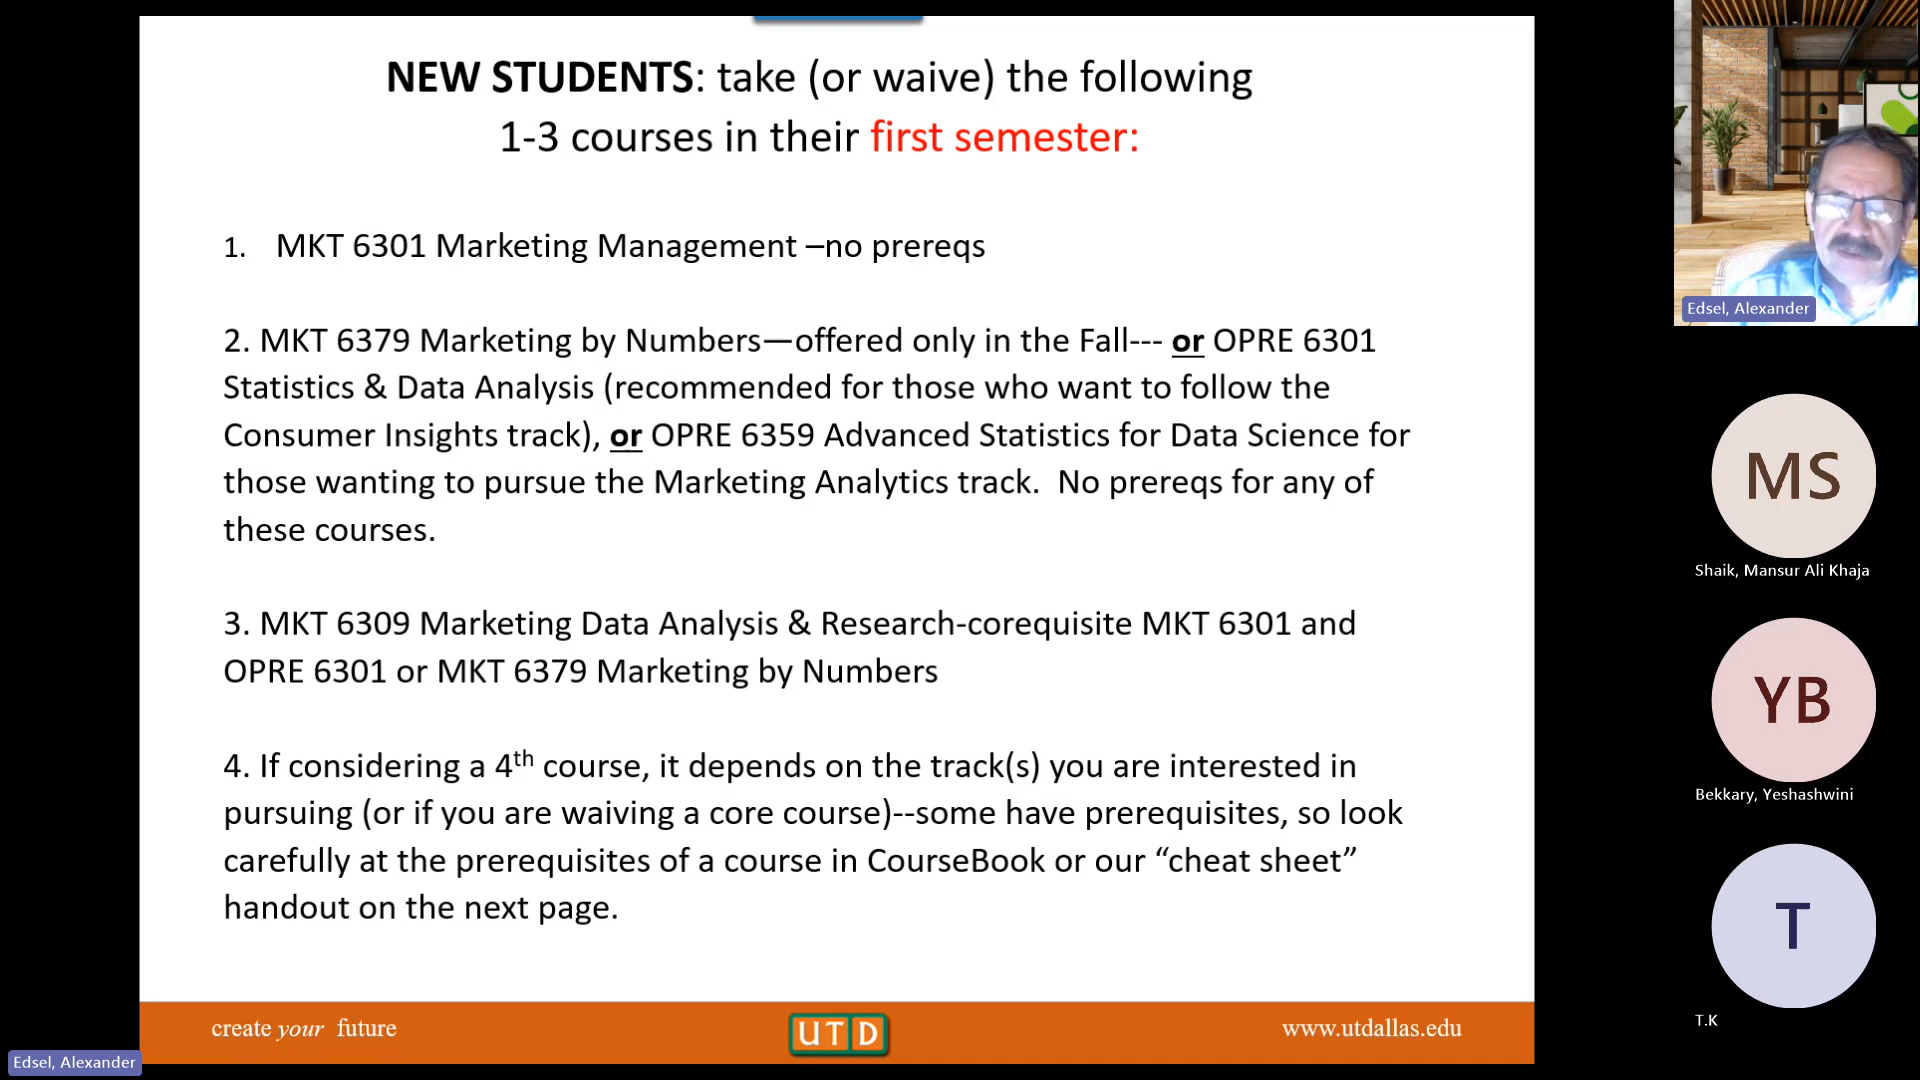 NEW STUDENTS: take (or waive) the following
1-3 courses in their first semester:
1. MKT 6301 Marketing Management –no prereqs
2. MKT 6379 Marketing by Numbers—offered only in the Fall--- or OPRE 6301
Statistics & Data Analysis (recommended for those who want to follow the
Consumer Insights track), or OPRE 6359 Advanced Statistics for Data Science for
those wanting to pursue the Marketing Analytics track.  No prereqs for any of
these courses.
3. MKT 6309 Marketing Data Analysis & Research-corequisite MKT 6301 and
OPRE 6301 or MKT 6379 Marketing by Numbers
4. If considering a 4th course, it depends on the track(s) you are interested in
pursuing (or if you are waiving a core course)--some have prerequisites, so look
carefully at the prerequisites of a course in CourseBook or our “cheat sheet”
handout on the next page.
create your future
UTD
www.utdallas.edu
Edsel, Alexander
Edsel, Alexander
MS
Shaik, Mansur Ali Khaja
YB
Bekkary, Yeshashwini
T
T.K